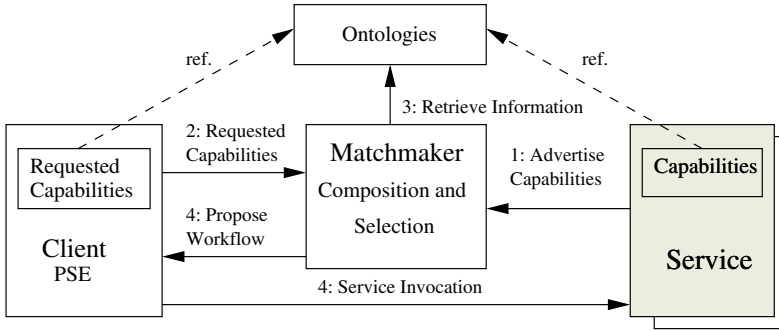 Ontologies
ref.
ref.
3: Retrieve Information
2: Requested
Capabilities
Requested
Capabilities
Matchmaker
Composition and
Selection
1: Advertise
Capabilities
Capabilities
4: Propose
Workflow
Client
PSE
Service
4: Service Invocation